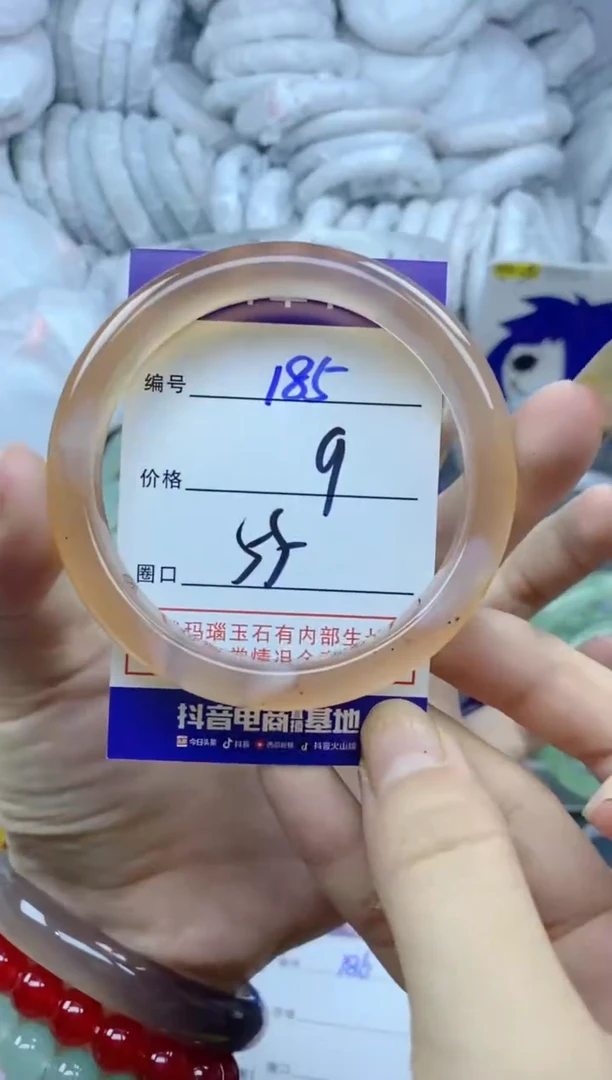 编号 185
价格 9
圈口 55
玛瑙玉石有内部生
抖音电商直播基地
今日头条 抖音 西瓜视频 抖音火山版
186